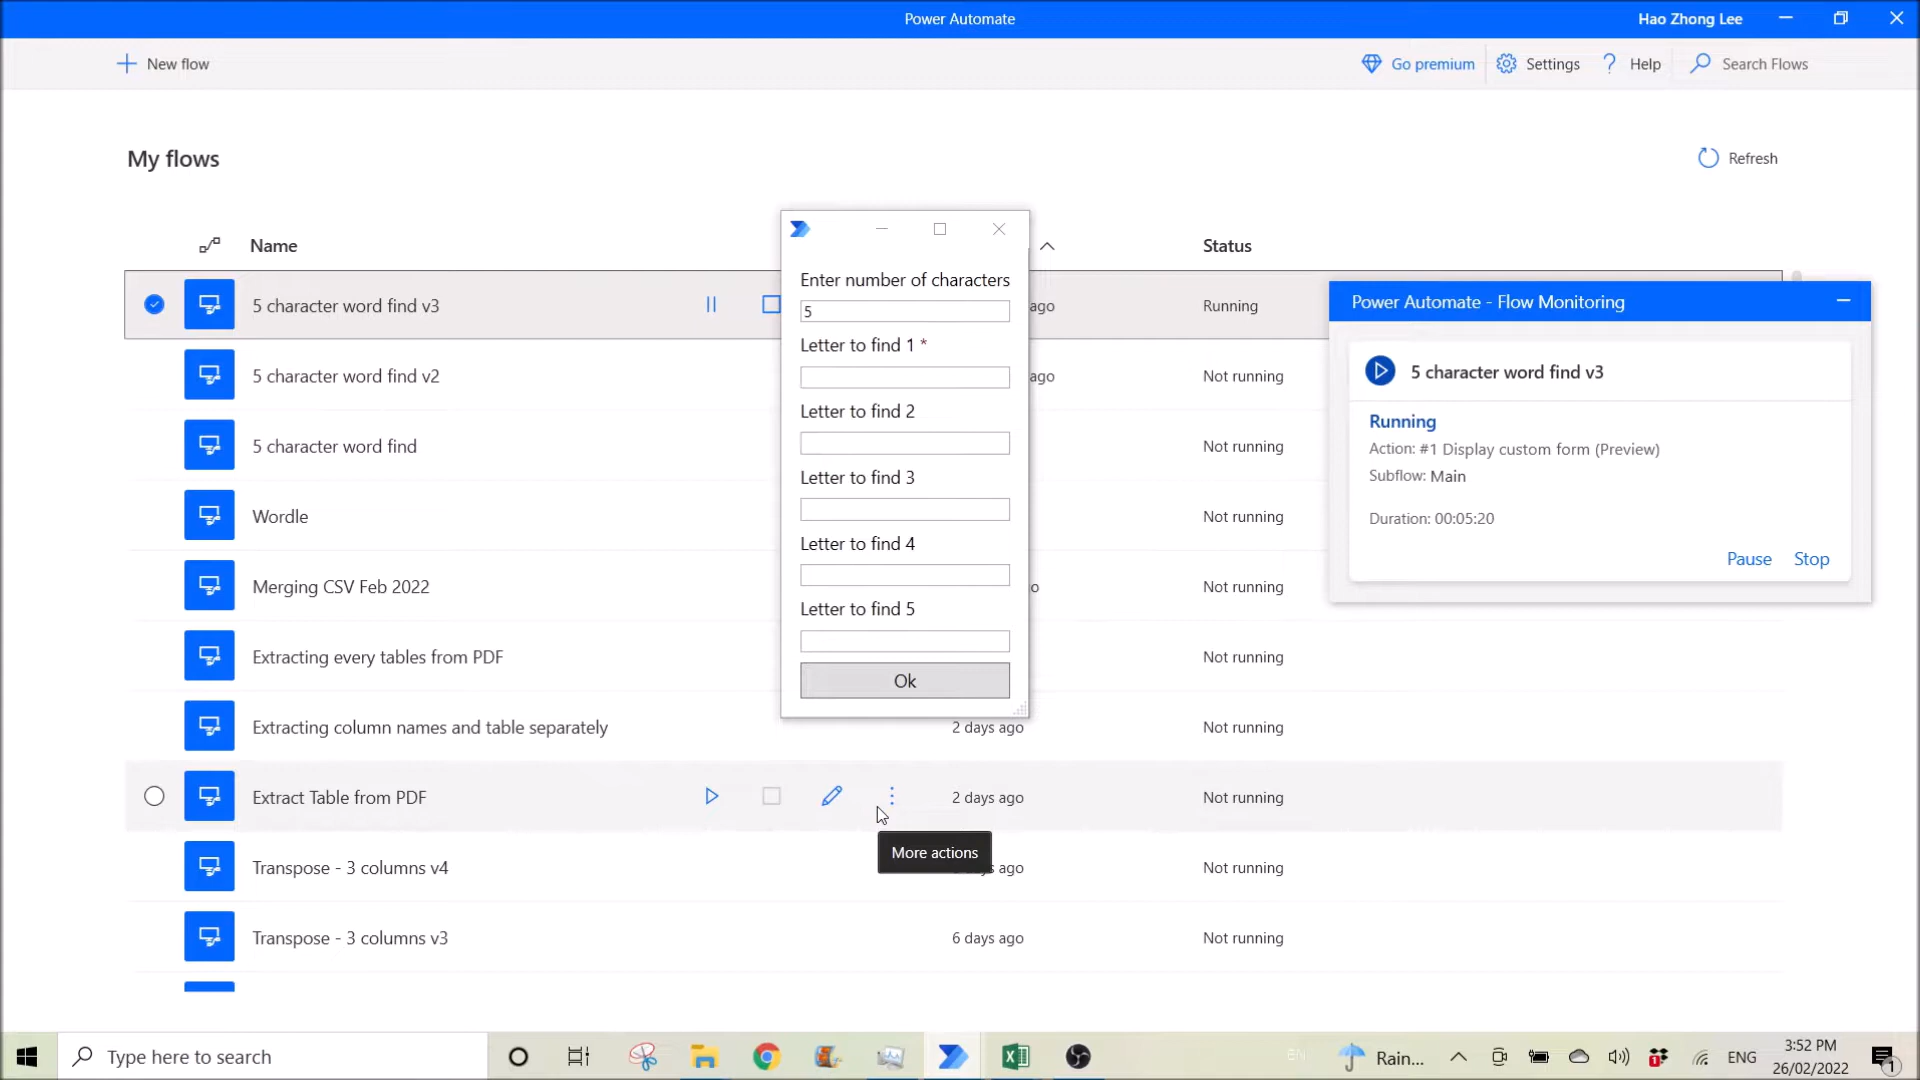 Power Automate
Hao Zhong Lee
New flow
Go premium
Settings
? Help
Search Flows
My flows
Refresh
Name
Status
5 character word find v3
ago
Running
5 character word find v2
ago
Not running
5 character word find
Not running
Wordle
Not running
Merging CSV Feb 2022
o
Not running
Extracting every tables from PDF
Not running
Extracting column names and table separately
2 days ago
Not running
Extract Table from PDF
2 days ago
Not running
More actions
Transpose - 3 columns v4
s ago
Not running
Transpose - 3 columns v3
6 days ago
Not running
Enter number of characters
5
Letter to find 1 *
Letter to find 2
Letter to find 3
Letter to find 4
Letter to find 5
Ok
Power Automate - Flow Monitoring
5 character word find v3
Running
Action: #1 Display custom form (Preview)
Subflow: Main
Duration: 00:05:20
Pause Stop
Type here to search
Rain...
ENG
3:52 PM
26/02/2022
1